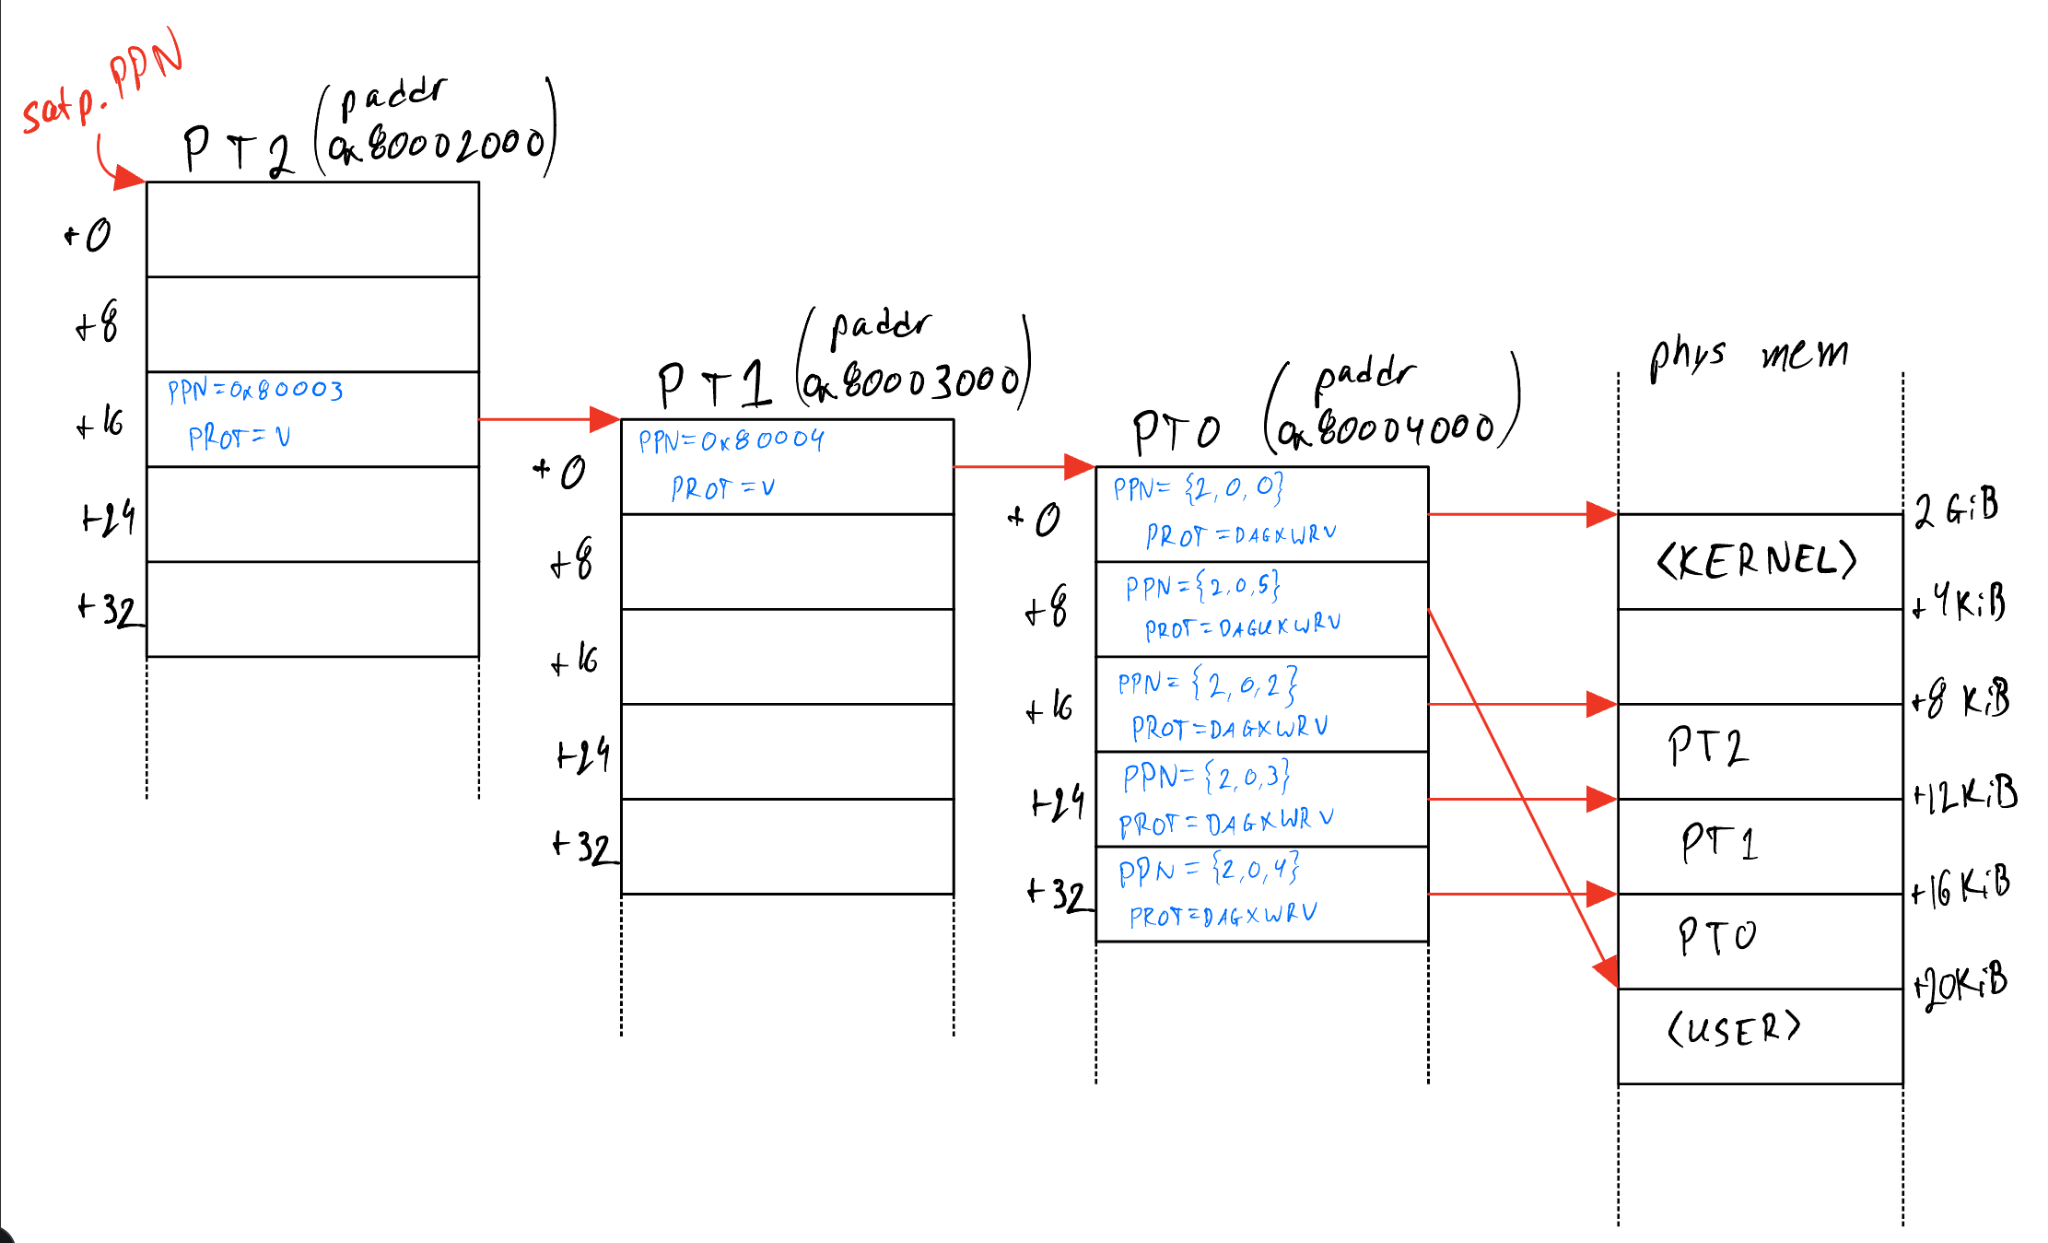 satp.PPN
PT2 (paddr 0x80002000)
+0
+8
+16
PPN=0x80003
PROT=V
+24
+32
PT1 (paddr 0x80003000)
+0
PPN=0x80004
PROT=V
+8
+16
+24
+32
PT0 (paddr 0x80004000)
+0
PPN={2,0,0}
PROT=DAGXWRV
+8
PPN={2,0,5}
PROT=DAGUXWRV
+16
PPN={2,0,2}
PROT=DAGXWRV
+24
PPN={2,0,3}
PROT=DAGXWRV
+32
PPN={2,0,4}
PROT=DAGXWRV
phys mem
2 GiB
<KERNEL>
+4KiB
+8 KiB
PT2
+12KiB
PT1
+16KiB
PT0
+20KiB
<USER>